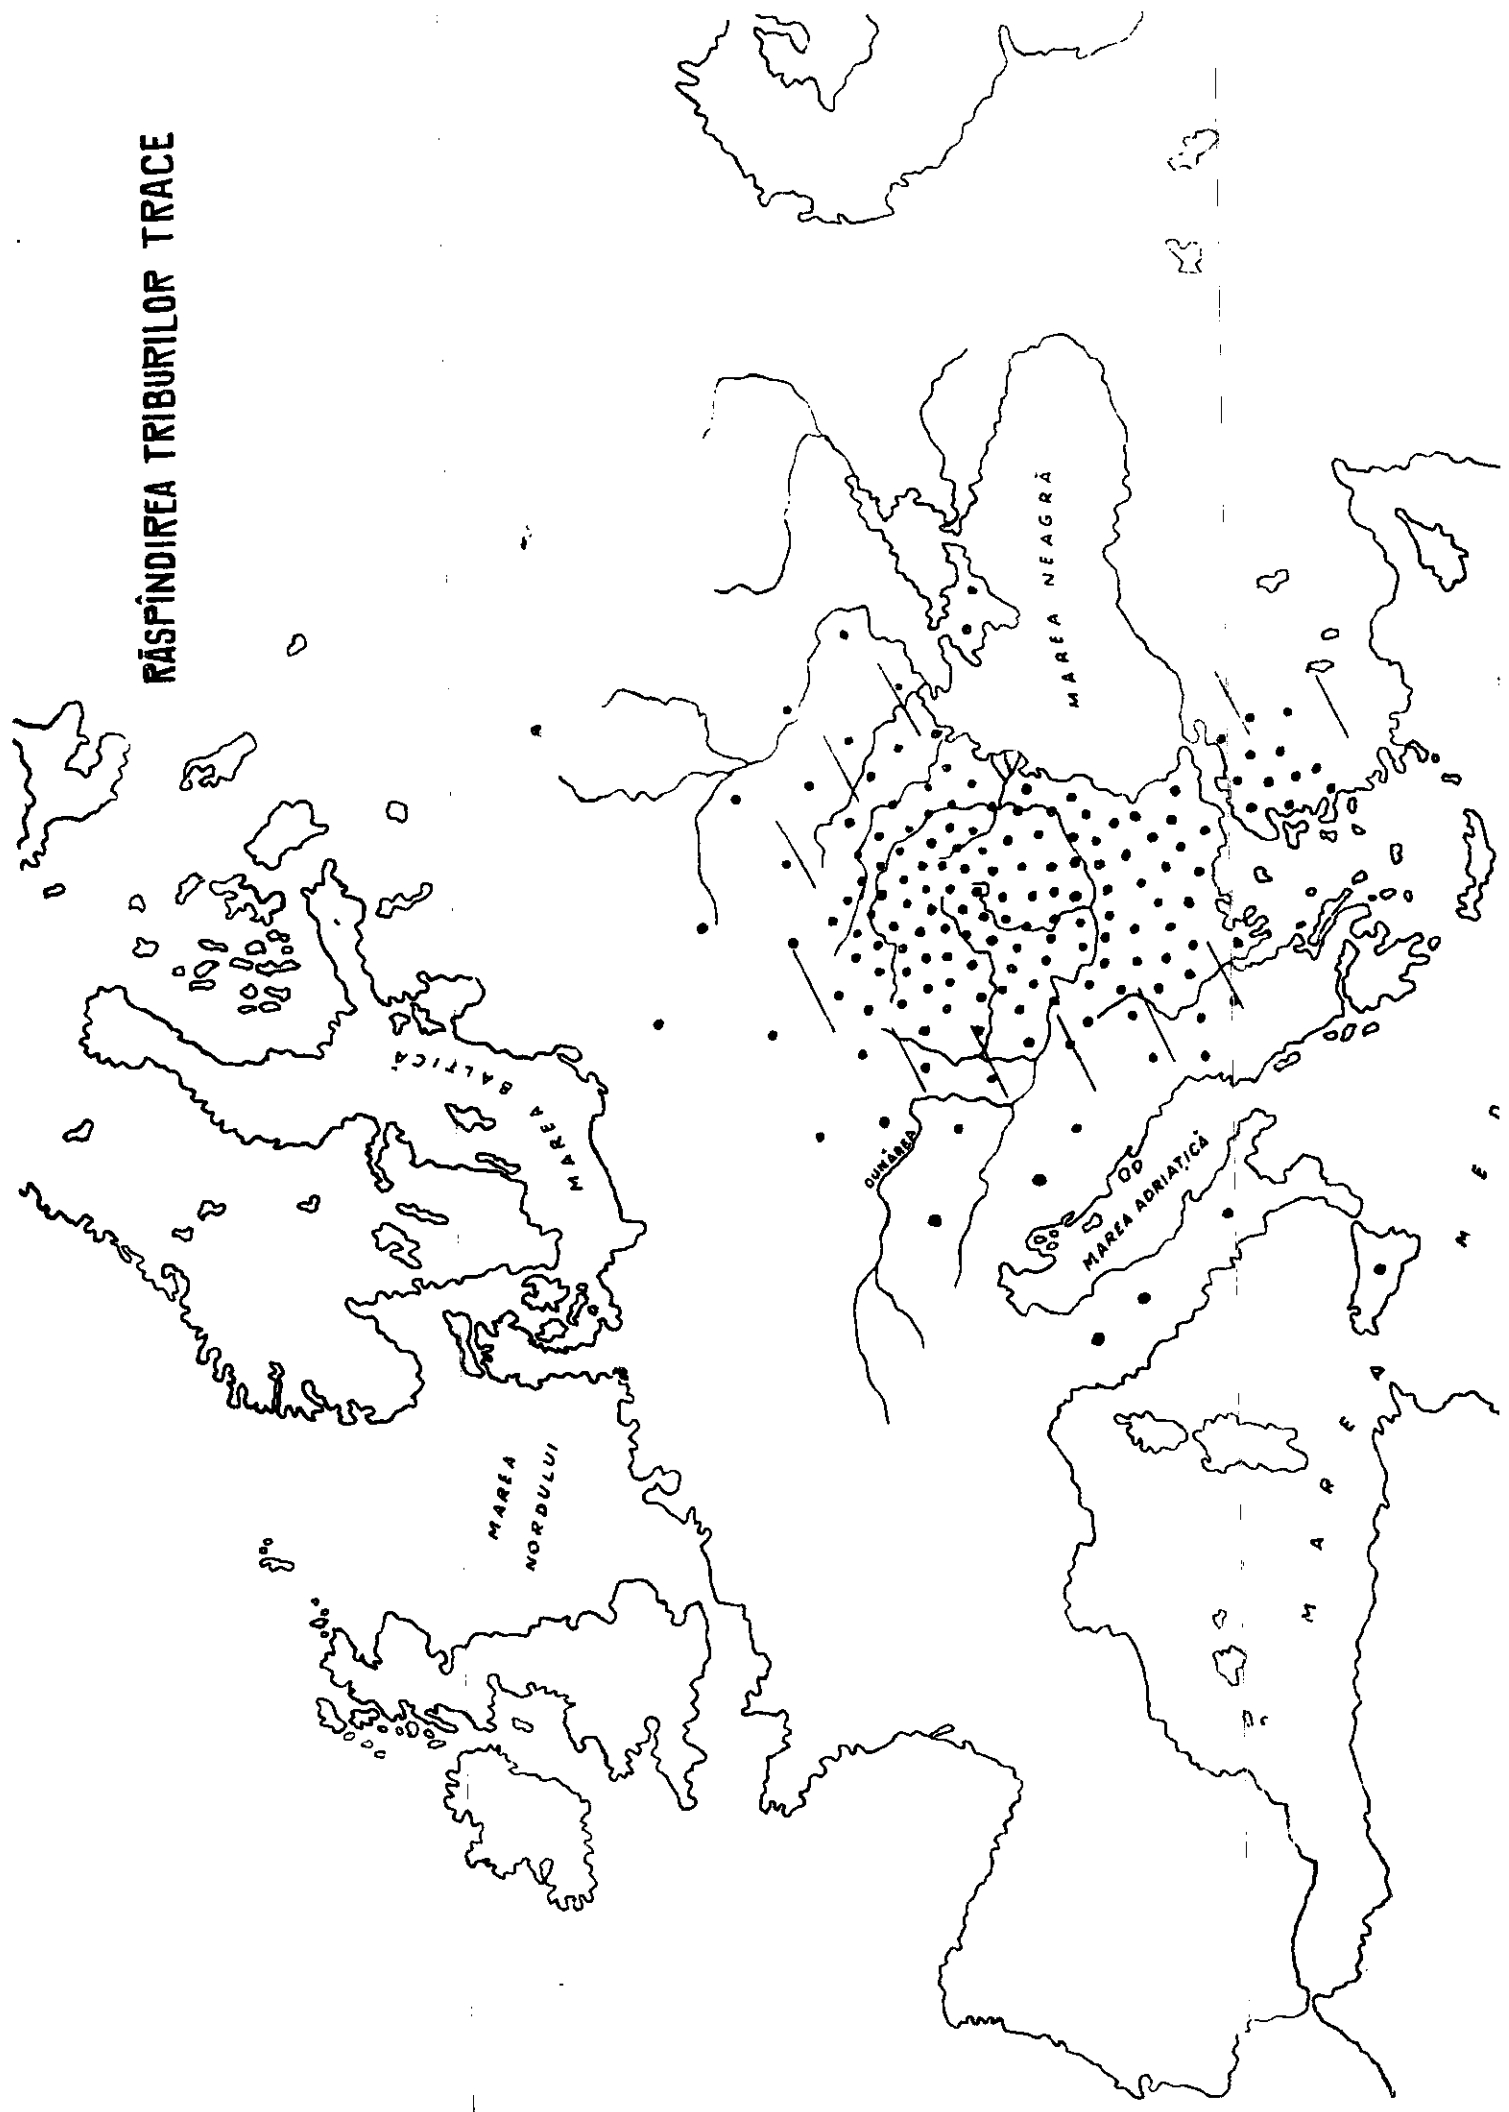 RĂSPÎNDIREA TRIBURILOR TRACE
MAREA BALTICĂ
MAREA
NORDULUI
MAREA NEAGRĂ
DUNĂREA
MAREA ADRIATICĂ
MAREA MED